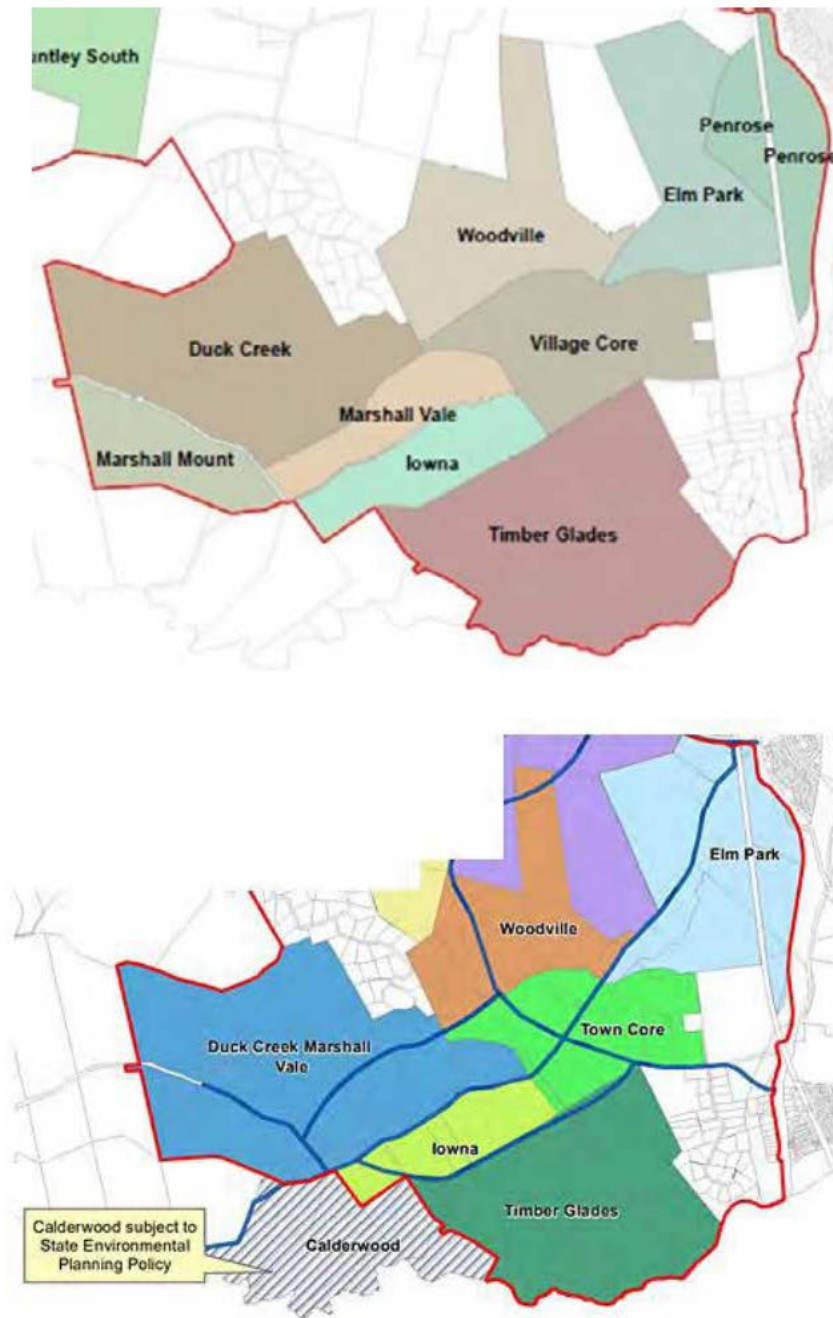 untley South
Penrose
Penrose
Elm Park
Woodville
Village Core
Duck Creek
Marshall Vale
Marshall Mount
Iowna
Timber Glades
Elm Park
Woodville
Town Core
Duck Creek Marshall
Vale
Iowna
Timber Glades
Calderwood subject to
State Environmental
Planning Policy
Calderwood